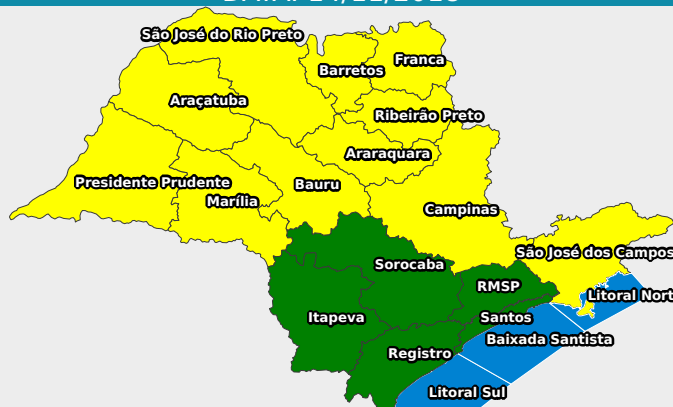 São José do Rio Preto
Franca
Barretos
Araçatuba
Ribeirão Preto
Araraquara
Presidente Prudente
Bauru
Marília
Campinas
São José dos Campos
Sorocaba
RMSP
Litoral Nort
Itapeva
Santos
Baixada Santista
Registro
Litoral Sul